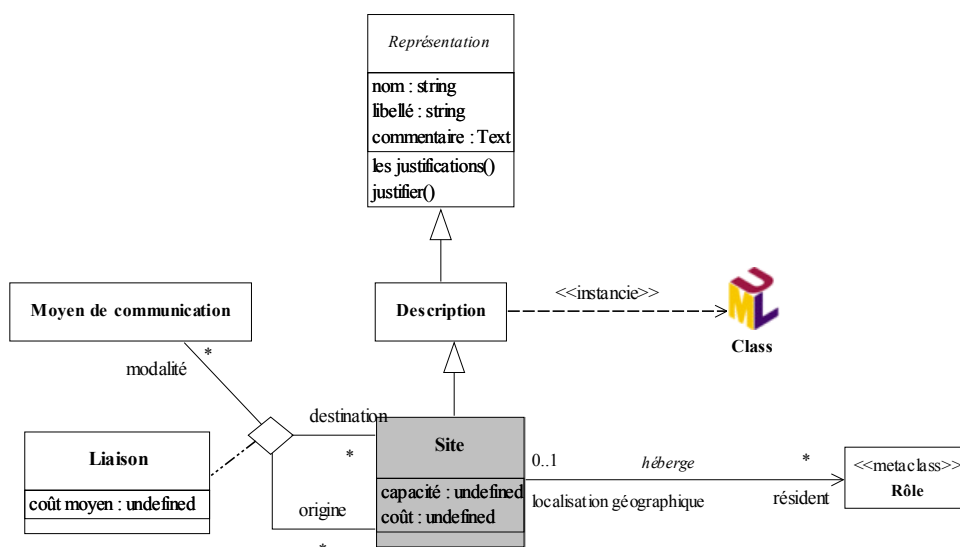 Représentation
nom : string
libellé : string
commentaire : Text
les justifications()
justifier()
Moyen de communication
Description
<<instancie>>
UML
Class
*
modalité
destination
*
Liaison
coût moyen : undefined
origine
*
Site
capacité : undefined
coût : undefined
0..1
héberge
*
localisation géographique
résident
<<metaclass>>
Rôle